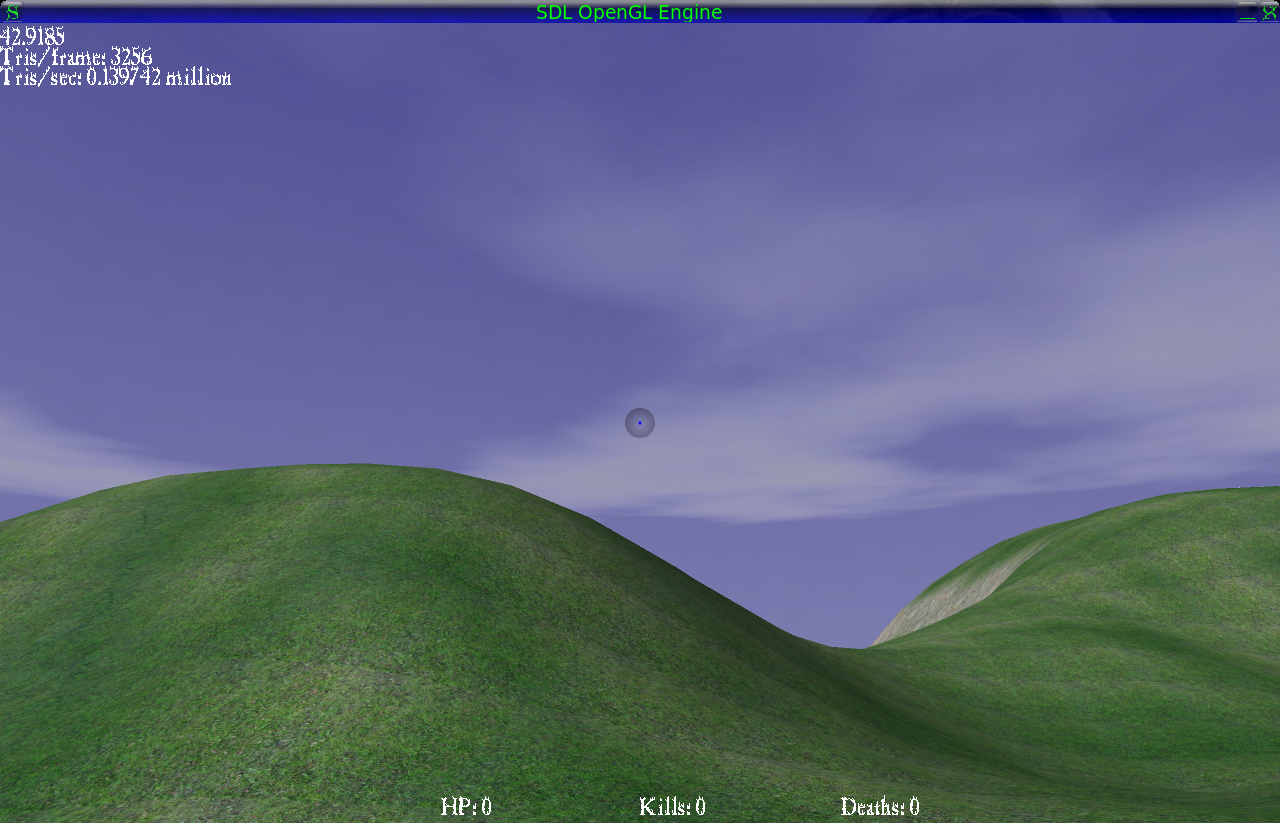 SDL OpenGL Engine
42.9185
Tris/frame: 3256
Tris/sec: 0.139742 million
HP: 0 Kills: 0 Deaths: 0